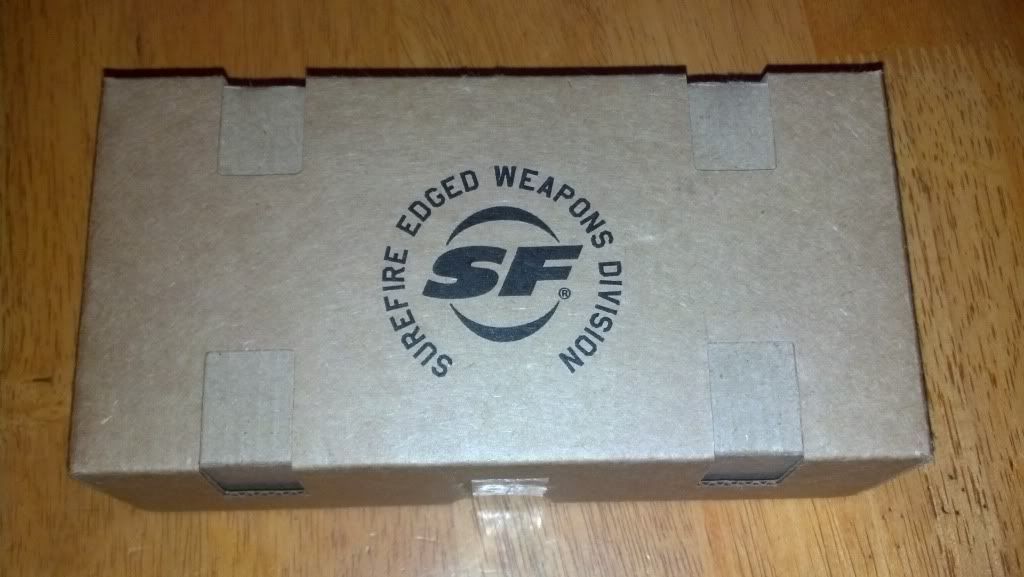 SUREFIRE EDGED WEAPONS DIVISION
SF®